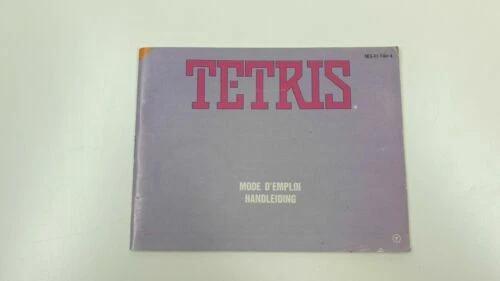 TETRIS
MODE D'EMPLOI
HANDLEIDING